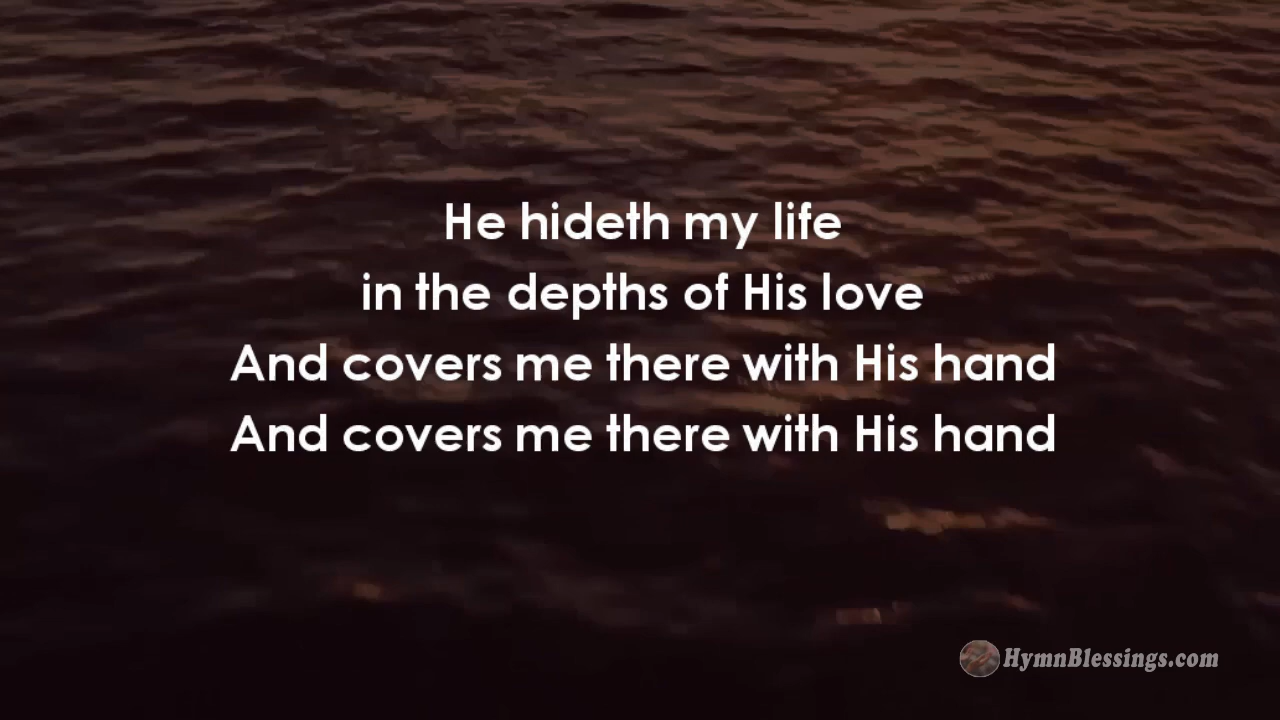 He hideth my life
in the depths of His love
And covers me there with His hand
And covers me there with His hand
HymnBlessings.com